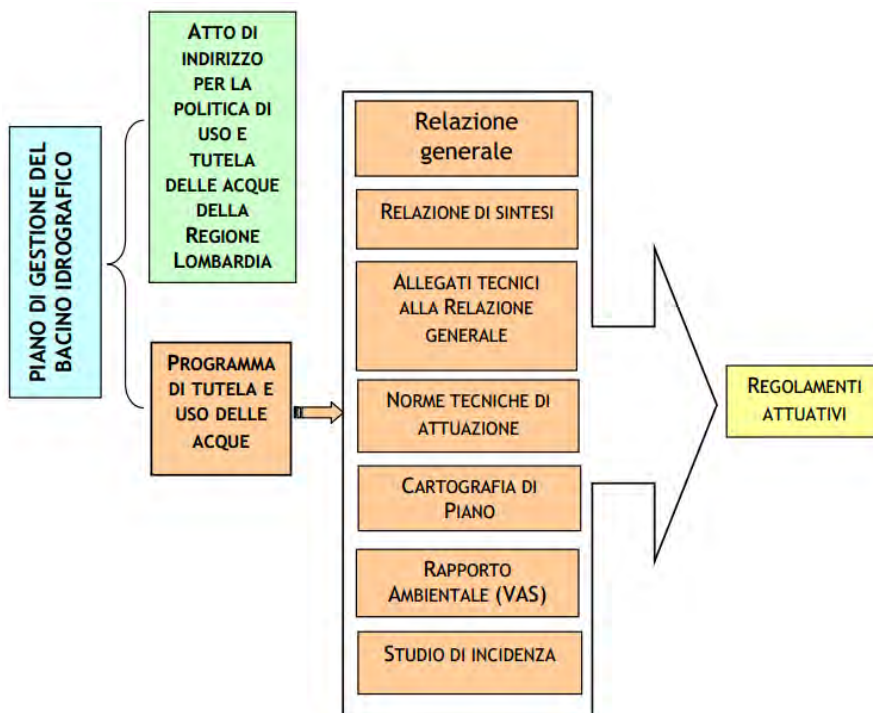 PIANO DI GESTIONE DEL
BACINO IDROGRAFICO
ATTO DI
INDIRIZZO
PER LA
POLITICA DI
USO E
TUTELA
DELLE ACQUE
DELLA
REGIONE
LOMBARDIA
PROGRAMMA
DI TUTELA E
USO DELLE
ACQUE
Relazione
generale
RELAZIONE DI SINTESI
ALLEGATI TECNICI
ALLA RELAZIONE
GENERALE
NORME TECNICHE DI
ATTUAZIONE
CARTOGRAFIA DI
PIANO
RAPPORTO
AMBIENTALE (VAS)
STUDIO DI INCIDENZA
REGOLAMENTI
ATTUATIVI